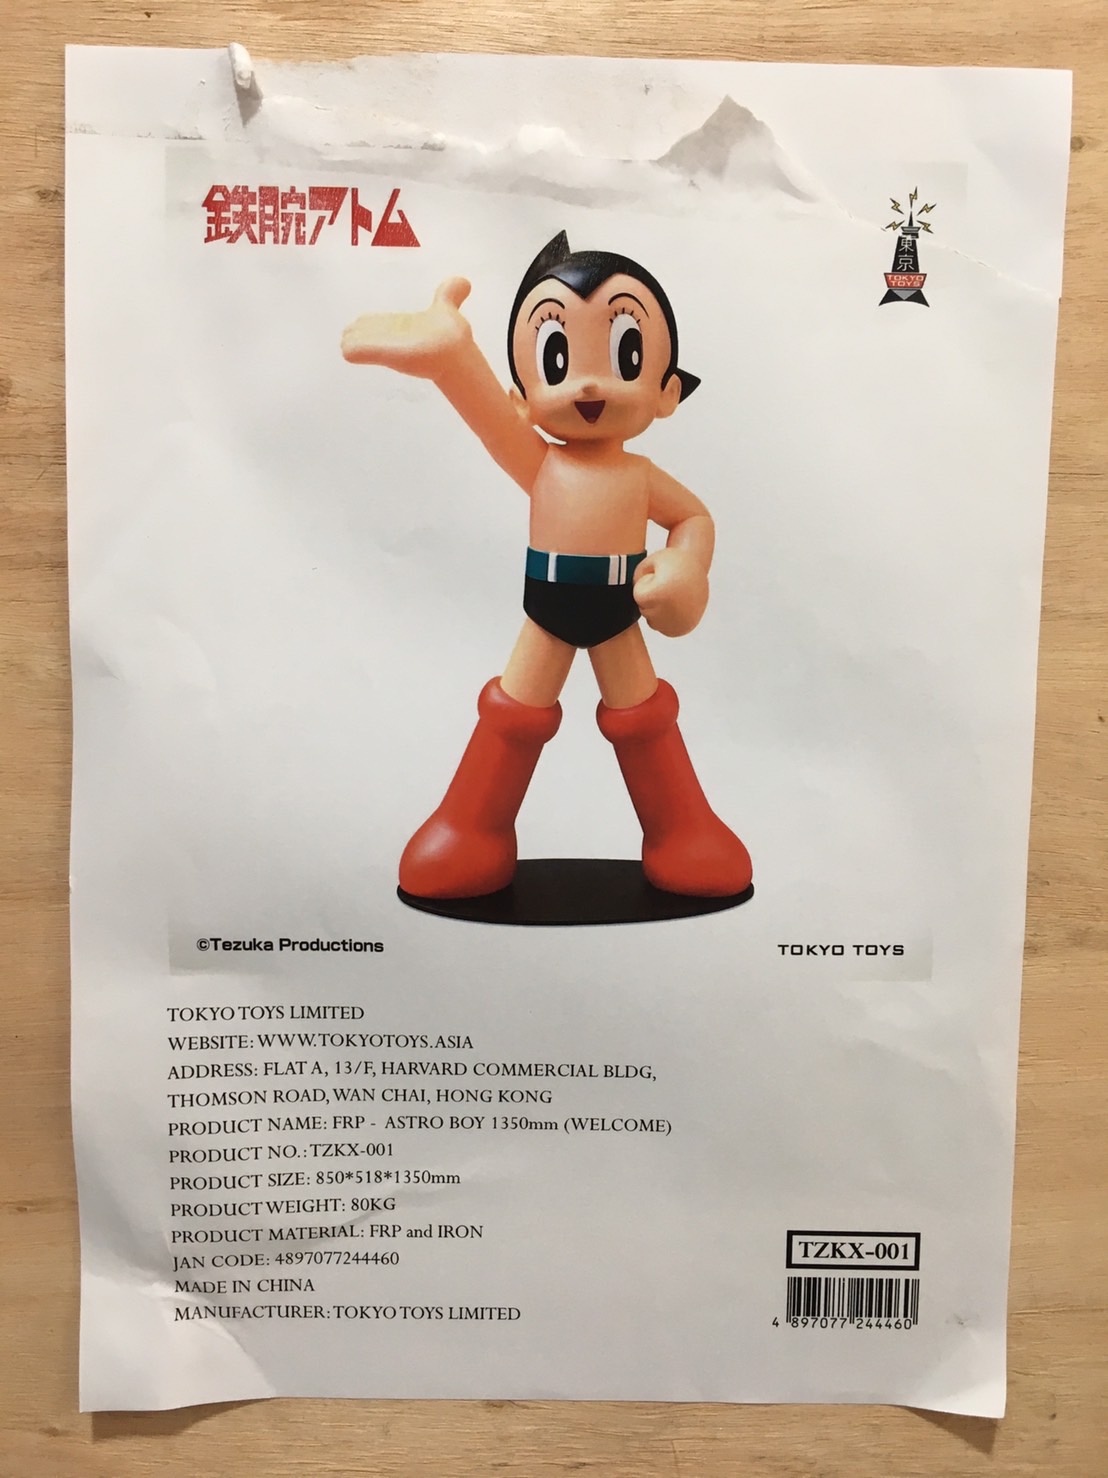 鉄腕アトム
東京
TOKYO
TOYS
©Tezuka Productions
TOKYO TOYS
TOKYO TOYS LIMITED
WEBSITE: WWW.TOKYOTOYS.ASIA
ADDRESS: FLAT A, 13/F, HARVARD COMMERCIAL BLDG,
THOMSON ROAD, WAN CHAI, HONG KONG
PRODUCT NAME: FRP - ASTRO BOY 1350mm (WELCOME)
PRODUCT NO.: TZKX-001
PRODUCT SIZE: 850*518*1350mm
PRODUCT WEIGHT: 80KG
PRODUCT MATERIAL: FRP and IRON
JAN CODE: 4897077244460
MADE IN CHINA
MANUFACTURER: TOKYO TOYS LIMITED
TZKX-001
4 897077 244460